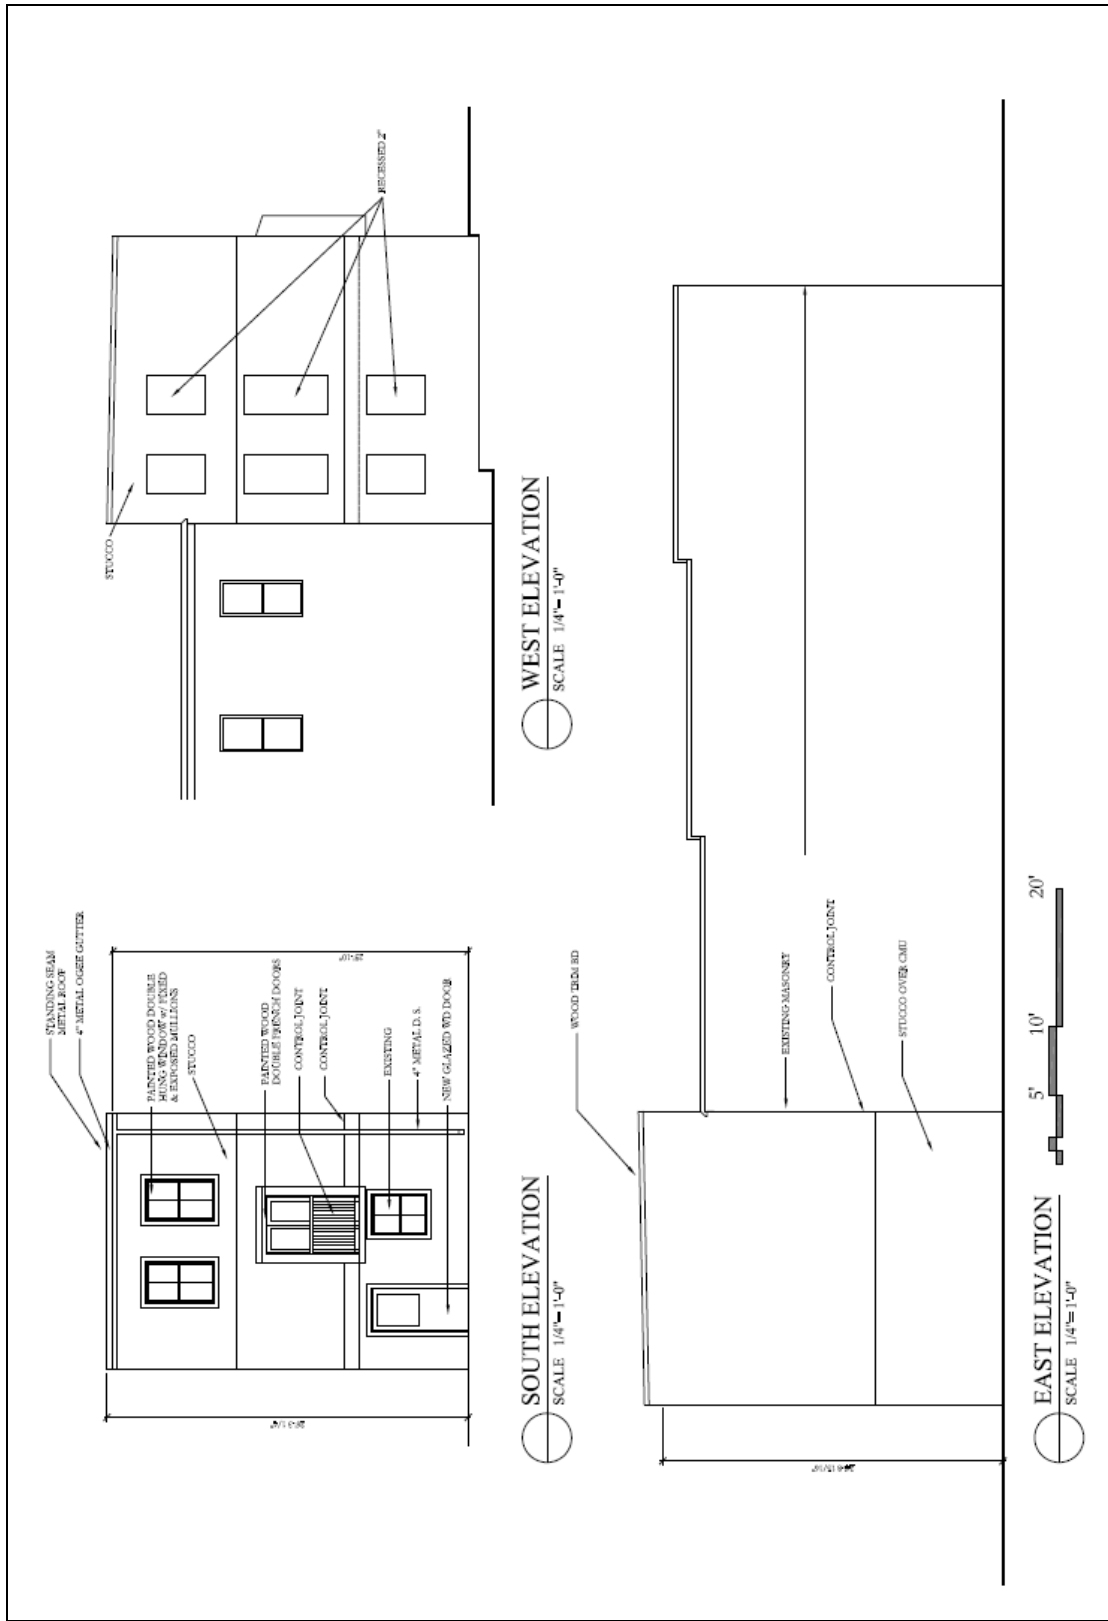 STANDING SEAM
METAL ROOF
4" METAL OGEE GUTTER
PAINTED WOOD DOUBLE
HUNG WINDOW w/ FIXED
& EXPOSED MULLIONS
STUCCO
PAINTED WOOD
DOUBLE FRENCH DOORS
CONTROL JOINT
CONTROL JOINT
EXISTING
4" METAL D. S.
NEW GLAZED WD DOOR
SOUTH ELEVATION
SCALE 1/4"= 1'-0"
STUCCO
RECESSED 2"
WEST ELEVATION
SCALE 1/4"= 1'-0"
WOOD TRIM BD
EXISTING MASONRY
CONTROL JOINT
STUCCO OVER CMU
EAST ELEVATION
SCALE 1/4"= 1'-0"
5' 10' 20'